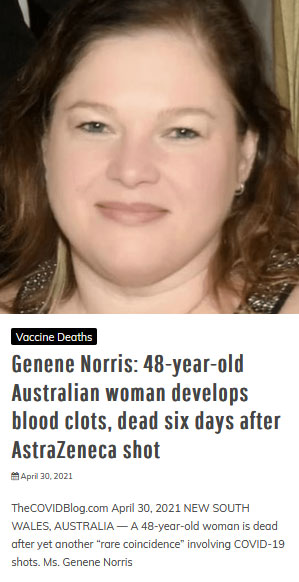 Vaccine Deaths
Genene Norris: 48-year-old
Australian woman develops
blood clots, dead six days after
AstraZeneca shot
April 30, 2021
TheCOVIDBlog.com April 30, 2021 NEW SOUTH
WALES, AUSTRALIA — A 48-year-old woman is dead
after yet another “rare coincidence” involving COVID-19
shots. Ms. Genene Norris